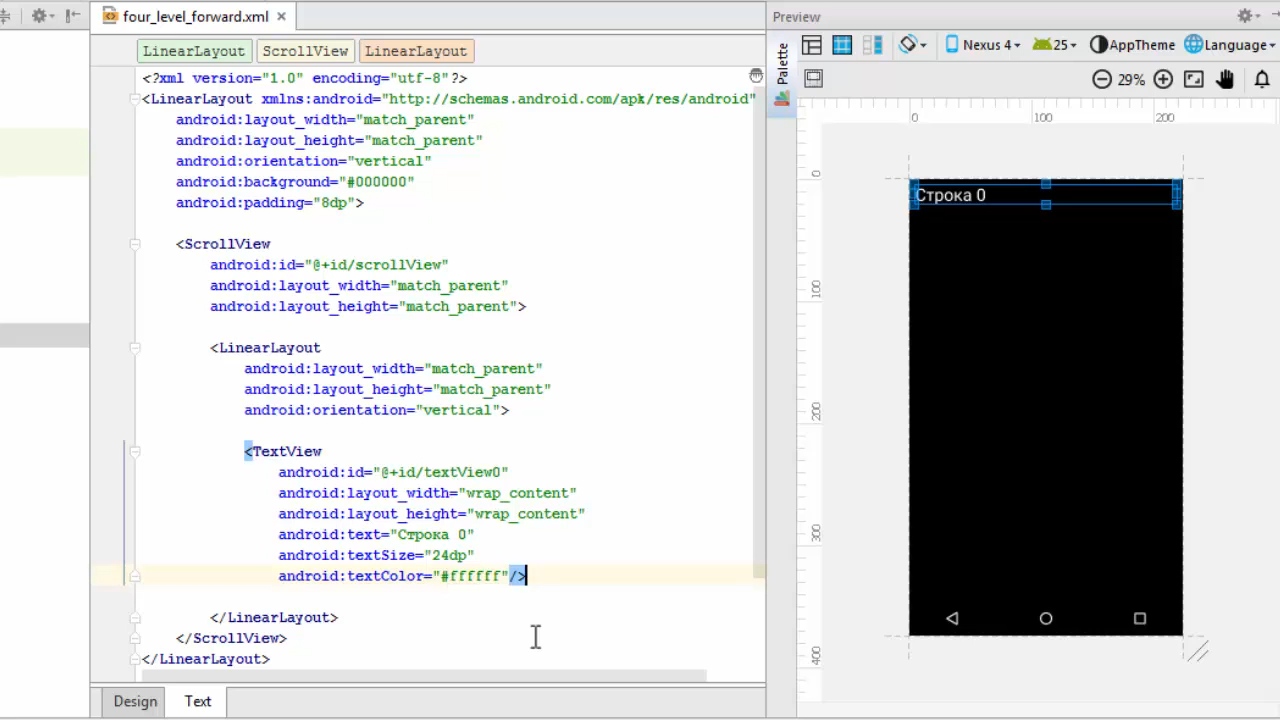 four_level_forward.xml
Preview
LinearLayout ScrollView LinearLayout
Palette
Nexus 4 25 AppTheme Language
29%
<?xml version="1.0" encoding="utf-8"?>
<LinearLayout xmlns:android="http://schemas.android.com/apk/res/android"
android:layout_width="match_parent"
android:layout_height="match_parent"
android:orientation="vertical"
android:background="#000000"
android:padding="8dp">
<ScrollView
android:id="@+id/scrollView"
android:layout_width="match_parent"
android:layout_height="match_parent">
<LinearLayout
android:layout_width="match_parent"
android:layout_height="match_parent"
android:orientation="vertical">
<TextView
android:id="@+id/textView0"
android:layout_width="wrap_content"
android:layout_height="wrap_content"
android:text="Строка 0"
android:textSize="24dp"
android:textColor="#ffffff"/>
</LinearLayout>
</ScrollView>
</LinearLayout>
Design Text
0 100 200
0
100
200
300
400
Строка 0